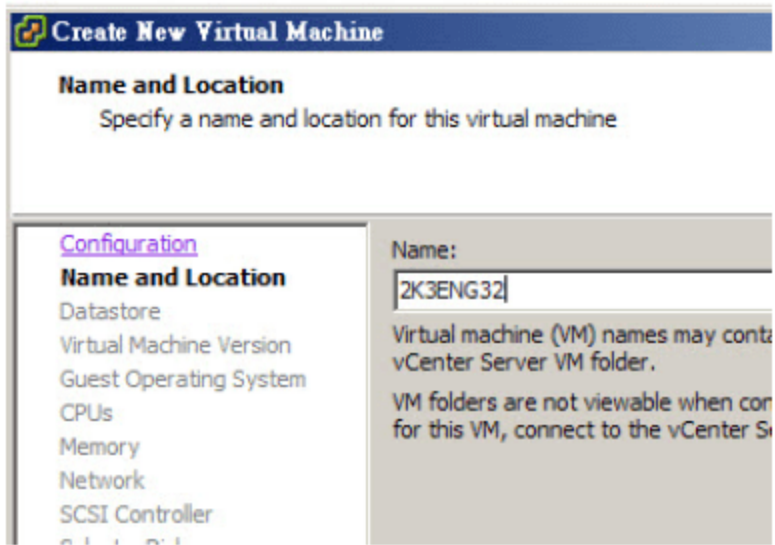 Create New Virtual Machine
Name and Location
Specify a name and location for this virtual machine
Configuration
Name and Location
Datastore
Virtual Machine Version
Guest Operating System
CPUs
Memory
Network
SCSI Controller
Name:
2K3ENG32
Virtual machine (VM) names may
vCenter Server VM folder.
VM folders are not viewable when
for this VM, connect to the vCenter